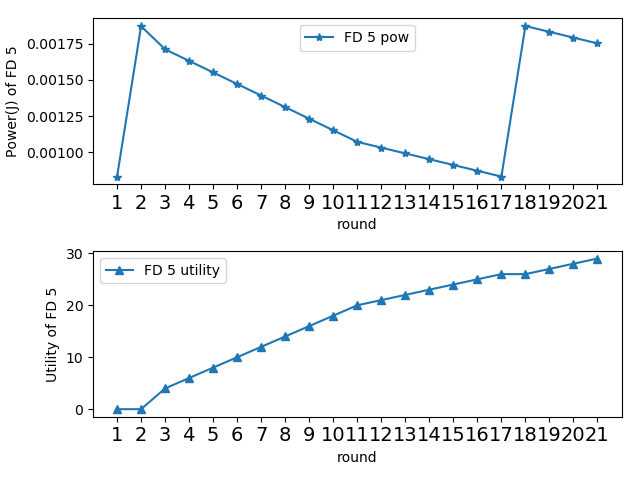 Power(J) of FD 5
0.00175
0.00150
0.00125
0.00100
FD 5 pow
1 2 3 4 5 6 7 8 9 10 11 12 13 14 15 16 17 18 19 20 21
round
Utility of FD 5
30
20
10
0
FD 5 utility
1 2 3 4 5 6 7 8 9 10 11 12 13 14 15 16 17 18 19 20 21
round